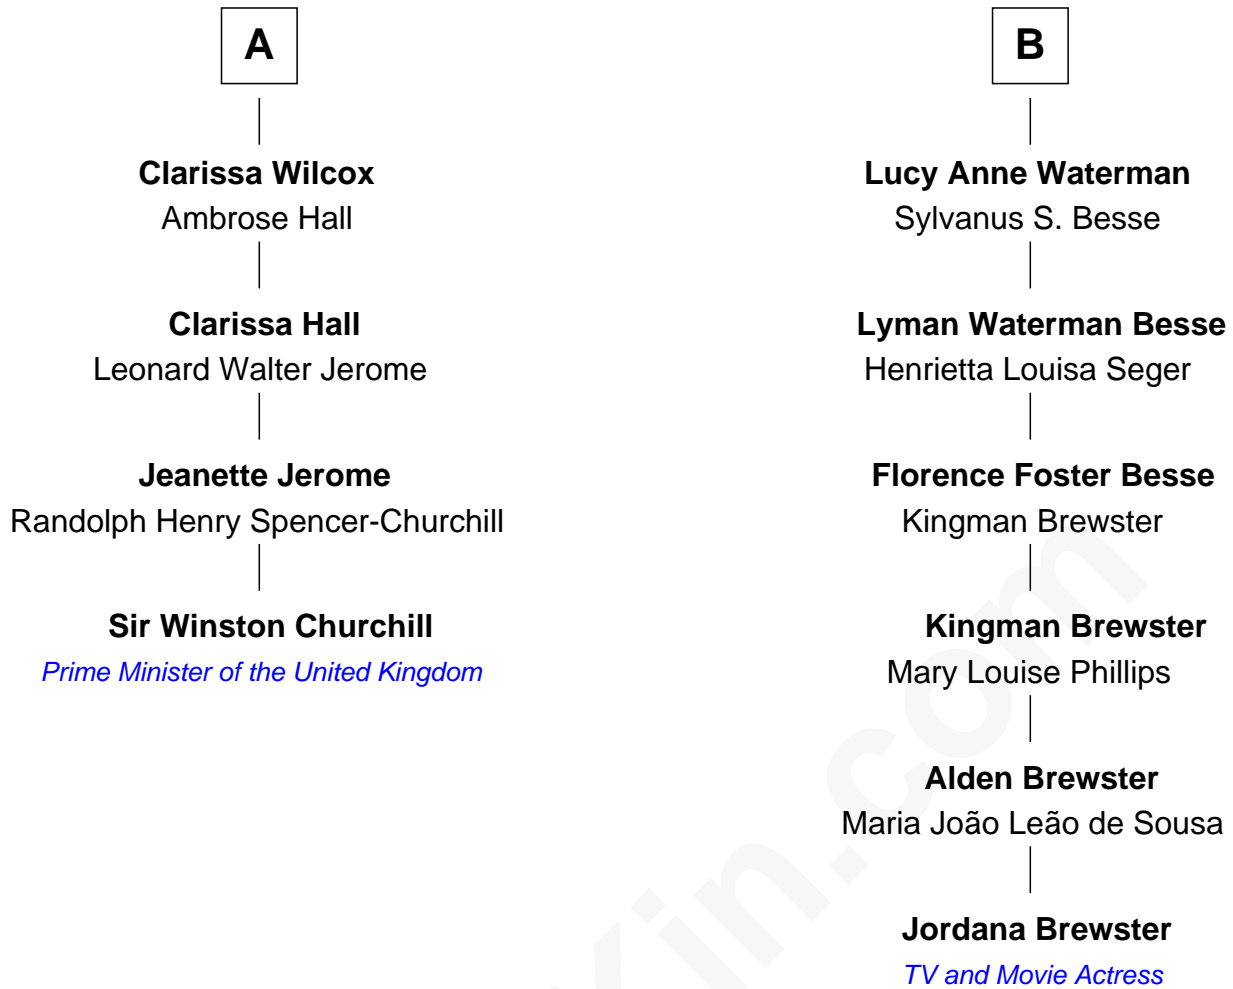 A
Clarissa Wilcox
Ambrose Hall
Clarissa Hall
Leonard Walter Jerome
Jeanette Jerome
Randolph Henry Spencer-Churchill
Sir Winston Churchill
Prime Minister of the United Kingdom
B
Lucy Anne Waterman
Sylvanus S. Besse
Lyman Waterman Besse
Henrietta Louisa Seger
Florence Foster Besse
Kingman Brewster
Kingman Brewster
Mary Louise Phillips
Alden Brewster
Maria João Leão de Sousa
Jordana Brewster
TV and Movie Actress
Kin.com